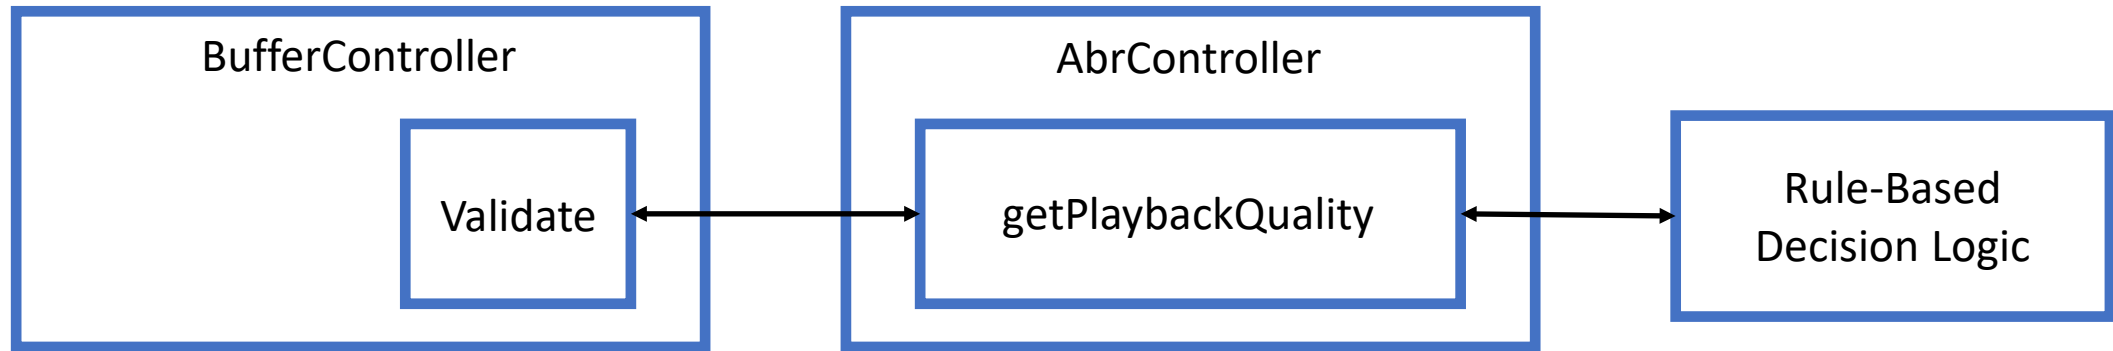 BufferController
AbrController
Validate
getPlaybackQuality
Rule-Based
Decision Logic